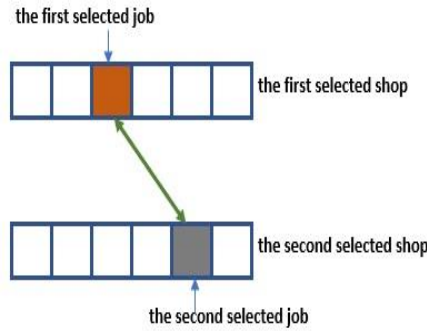 the first selected job
the first selected shop
the second selected shop
the second selected job